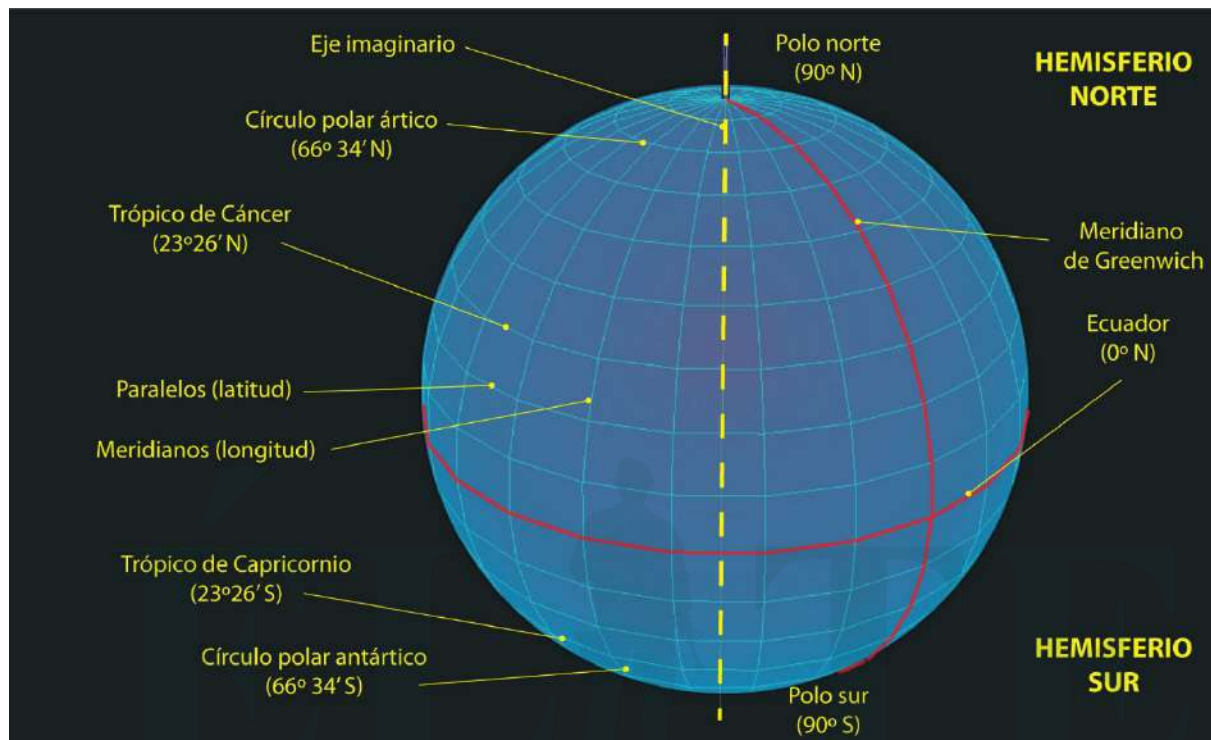 Eje imaginario
Polo norte
(90º N)
HEMISFERIO
NORTE
Círculo polar ártico
(66º 34’ N)
Trópico de Cáncer
(23º26’ N)
Meridiano
de Greenwich
Ecuador
(0º N)
Paralelos (latitud)
Meridianos (longitud)
Trópico de Capricornio
(23º26’ S)
Círculo polar antártico
(66º 34’ S)
Polo sur
(90º S)
HEMISFERIO
SUR